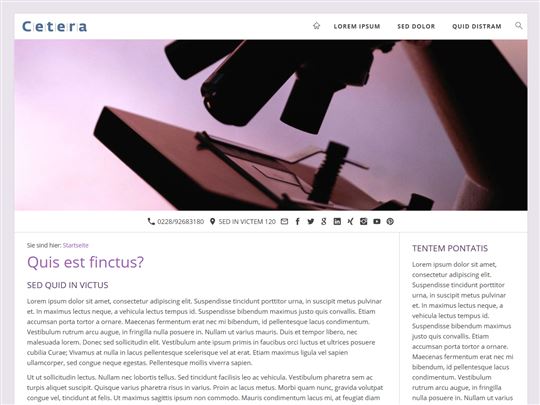 Cetera
LOREM IPSUM SED DOLOR QUID DISTRAM
0228/92683180 SED IN VICTEM 120
Sie sind hier: Startseite
Quis est finctus?
SED QUID IN VICTUS
Lorem ipsum dolor sit amet, consectetur adipiscing elit. Suspendisse tincidunt porttitor urna, in suscipit metus pulvinar
et. In maximus lectus neque, a vehicula lectus tempus ut. Suspendisse bibendum maximus justo quis convallis. Etiam
accumsan porta tortor a ornare. Maecenas fermentum erat nec mi bibendum, id pellentesque lacus condimentum.
Vestibulum rutrum arcu augue, in fringilla nulla posuere in. Nullam vitae urna diam. Duis et tempor libero, nec
malesuada lorem. Donec sed sollicitudin elit. Vestibulum ante ipsum primis in faucibus orci luctus et ultrices posuere
cubilia Curae; Vivamus at nulla in lacus pellentesque scelerisque vel at erat. Etiam maximus ligula vel sapien
ullamcorper, sed congue neque egestas. Pellentesque mollis viverra sapien.
Ut ut sollicitudin lectus. Nullam nec lobortis tellus. Sed tincidunt facilisis leo ac vehicula. Vestibulum pharetra sem ac
turpis aliquet suscipit. Quisque varius pharetra risus in varius. Proin ac lacus metus. Morbi quam nunc, gravida volutpat
congue vel, tincidunt at felis. Ut maximus sagittis ipsum non commodo. Mauris condimentum mauris at, feugiat diam
TENTEM PONTATIS
Lorem ipsum dolor sit amet,
consectetur adipiscing elit.
Suspendisse tincidunt porttitor
urna, in suscipit metus pulvinar
et. In maximus lectus neque, a
vehicula lectus tempus ut.
Suspendisse bibendum maximus
justo quis convallis. Etiam
accumsan porta tortor a ornare.
Maecenas fermentum erat nec mi
bibendum, id pellentesque lacus
condimentum. Vestibulum
rutrum arcu augue, in fringilla
nulla posuere in. Nullam viverra